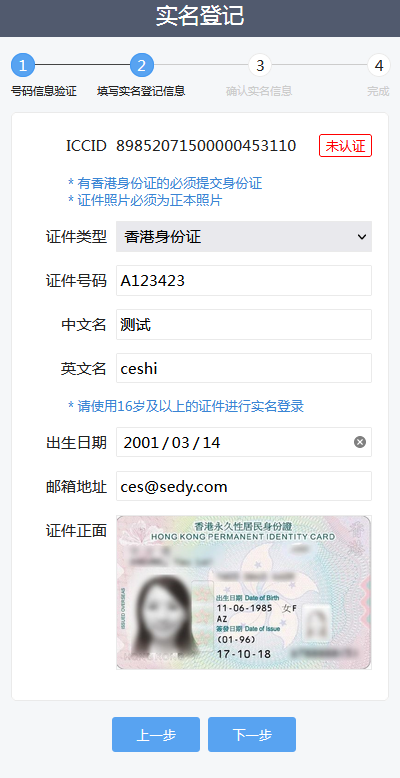 实名登记
1 2 3 4
号码信息验证 填写实名登记信息 确认实名信息 完成
ICCID 89852071500000453110 未认证
* 有香港身份证的必须提交身份证
* 证件照片必须为正本照片
证件类型 香港身份证
证件号码 A123423
中文名 测试
英文名 ceshi
* 请使用16岁及以上的证件进行实名登录
出生日期 2001 / 03 / 14
邮箱地址 ces@sedy.com
证件正面
香港永久性居民身份證
HONG KONG PERMANENT IDENTITY CARD
出生日期 Date of Birth
11-06-1985 女F
AZ
簽發日期 Date of Issue
(01-96)
17-10-18
ISSUED OVERSEAS
上一步 下一步